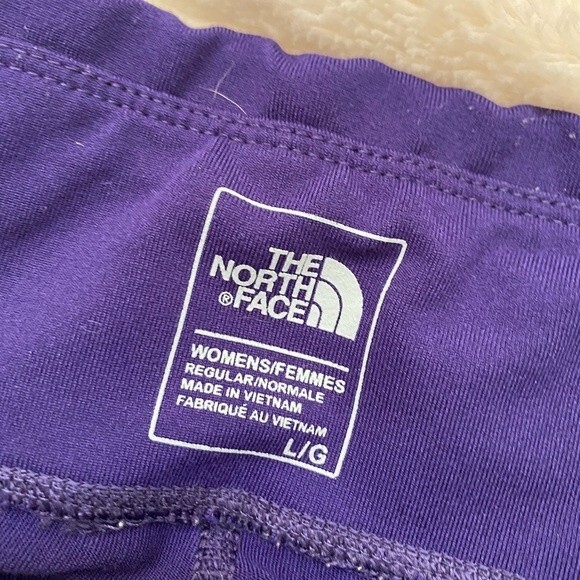 THE
NORTH
®FACE
WOMENS/FEMMES
REGULAR/NORMALE
MADE IN VIETNAM
FABRIQUÉ AU VIETNAM
L/G